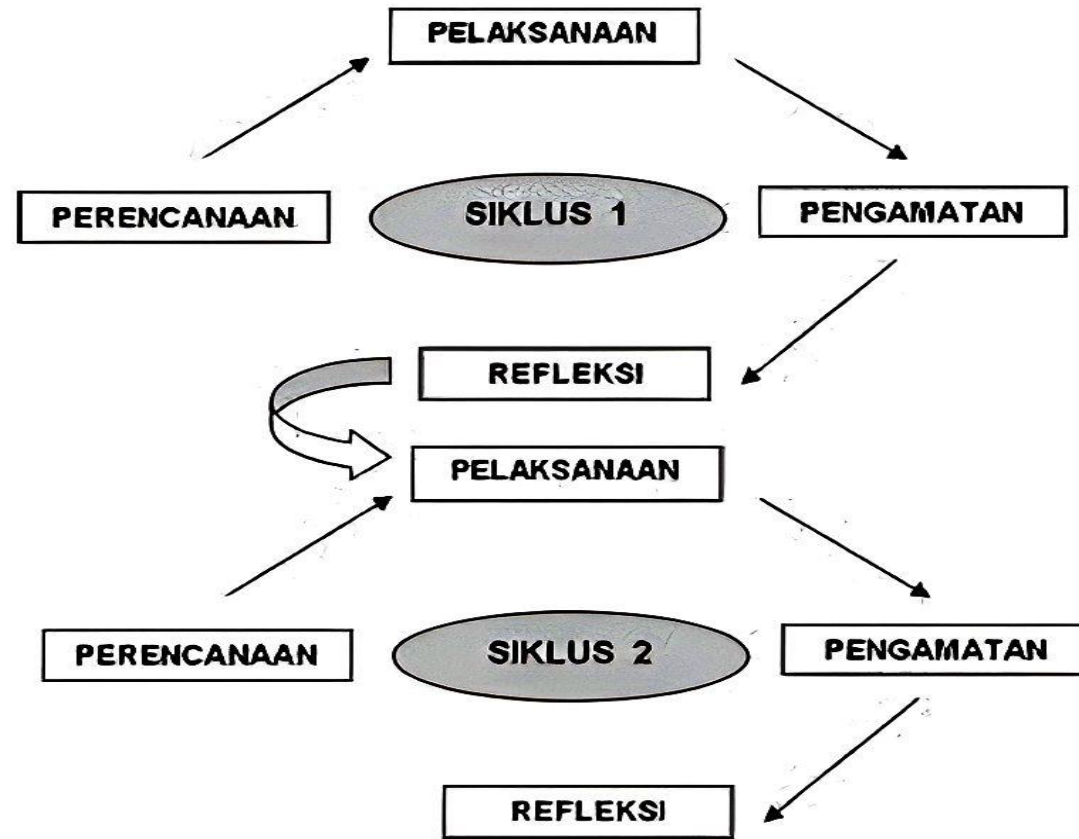 PELAKSANAAN
PERENCANAAN
SIKLUS 1
PENGAMATAN
REFLEKSI
PELAKSANAAN
PERENCANAAN
SIKLUS 2
PENGAMATAN
REFLEKSI